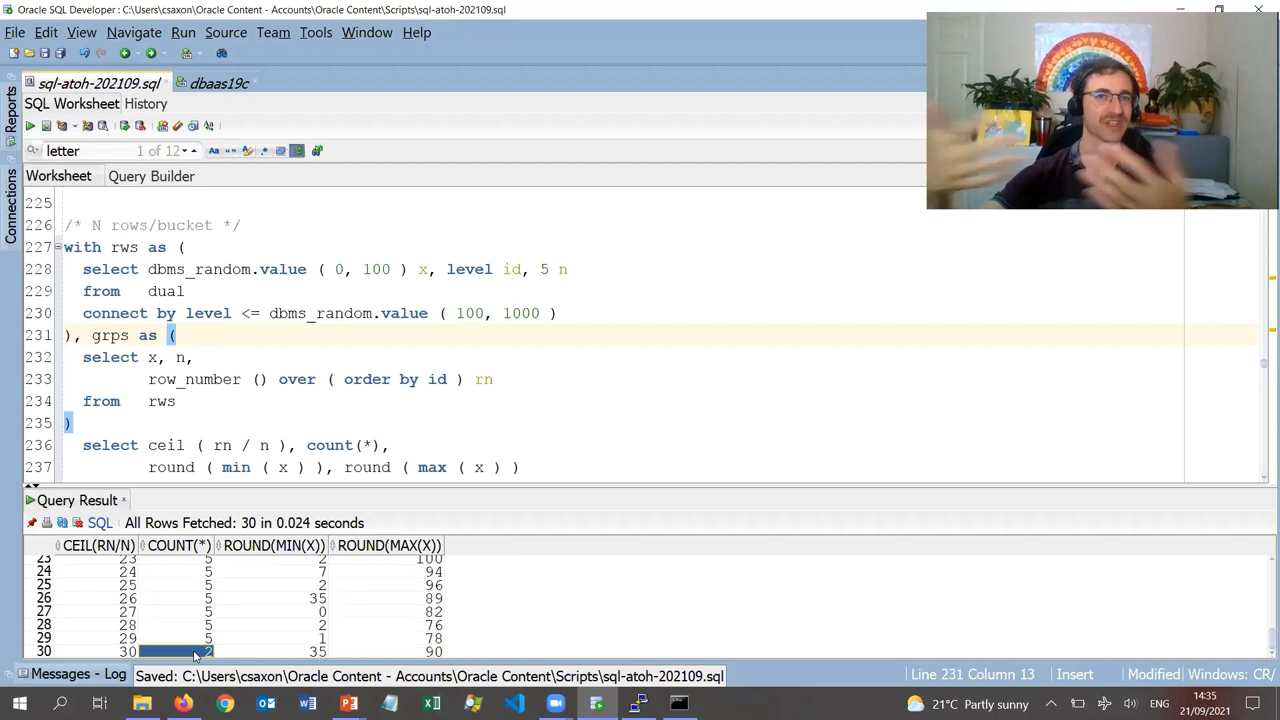 Oracle SQL Developer : C:\Users\csaxon\Oracle Content - Accounts\Oracle Content\Scripts\sql-atoh-202109.sql
File Edit View Navigate Run Source Team Tools Window Help
sql-atoh-202109.sql dbaas19c
SQL Worksheet History
letter 1 of 12
Worksheet Query Builder
Reports
Connections
225
226 /* N rows/bucket */
227 with rws as (
228 select dbms_random.value ( 0, 100 ) x, level id, 5 n
229 from dual
230 connect by level <= dbms_random.value ( 100, 1000 )
231 ), grps as (
232 select x, n,
233 row_number () over ( order by id ) rn
234 from rws
235 )
236 select ceil ( rn / n ), count(*),
237 round ( min ( x ) ), round ( max ( x ) )
Query Result
SQL All Rows Fetched: 30 in 0.024 seconds
CEIL(RN/N) COUNT(*) ROUND(MIN(X)) ROUND(MAX(X))
23 23 5 2 100
24 24 5 7 94
25 25 5 2 96
26 26 5 35 89
27 27 5 0 82
28 28 5 2 76
29 29 5 1 78
30 30 2 35 90
Messages - Log Saved: C:\Users\csaxon\Oracle Content - Accounts\Oracle Content\Scripts\sql-atoh-202109.sql Line 231 Column 13 Insert Modified Windows: CR/
21°C Partly sunny ENG 14:35
21/09/2021